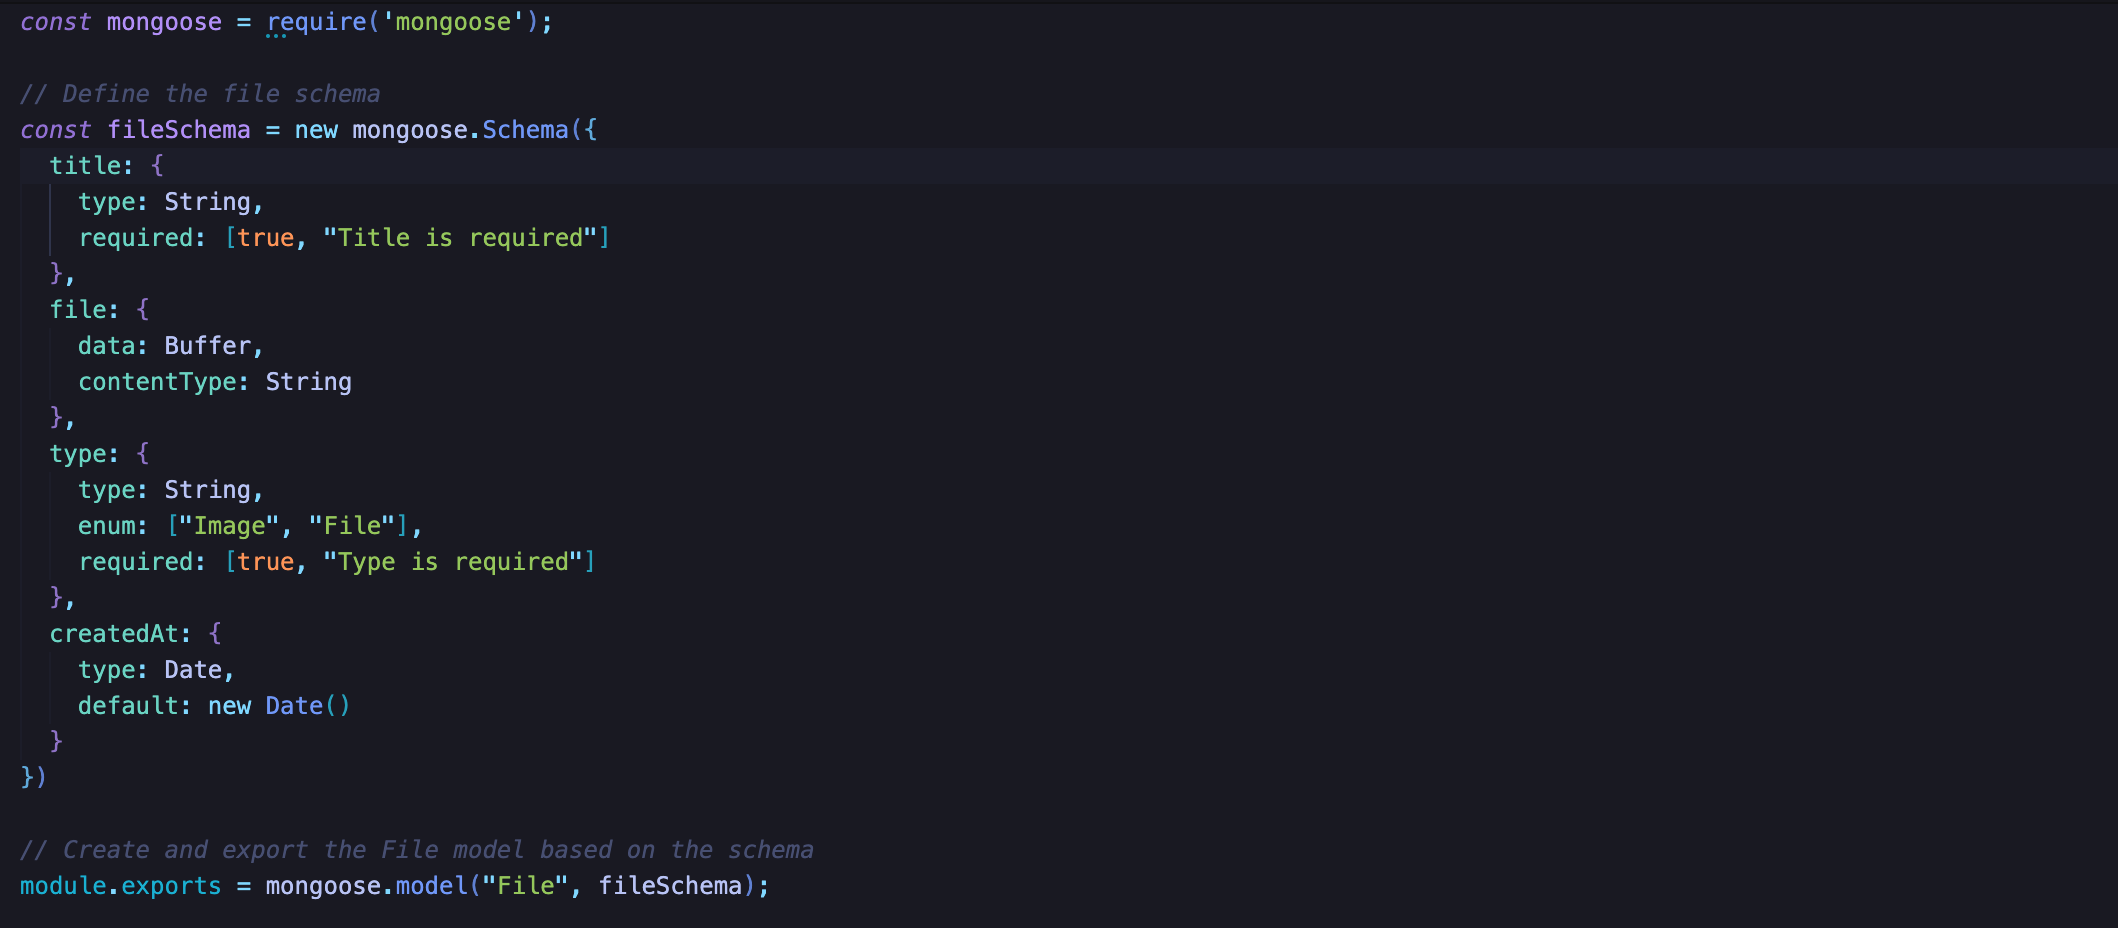 const mongoose = require('mongoose');
// Define the file schema
const fileSchema = new mongoose.Schema({
  title: {
    type: String,
    required: [true, "Title is required"]
  },
  file: {
    data: Buffer,
    contentType: String
  },
  type: {
    type: String,
    enum: ["Image", "File"],
    required: [true, "Type is required"]
  },
  createdAt: {
    type: Date,
    default: new Date()
  }
})
// Create and export the File model based on the schema
module.exports = mongoose.model("File", fileSchema);